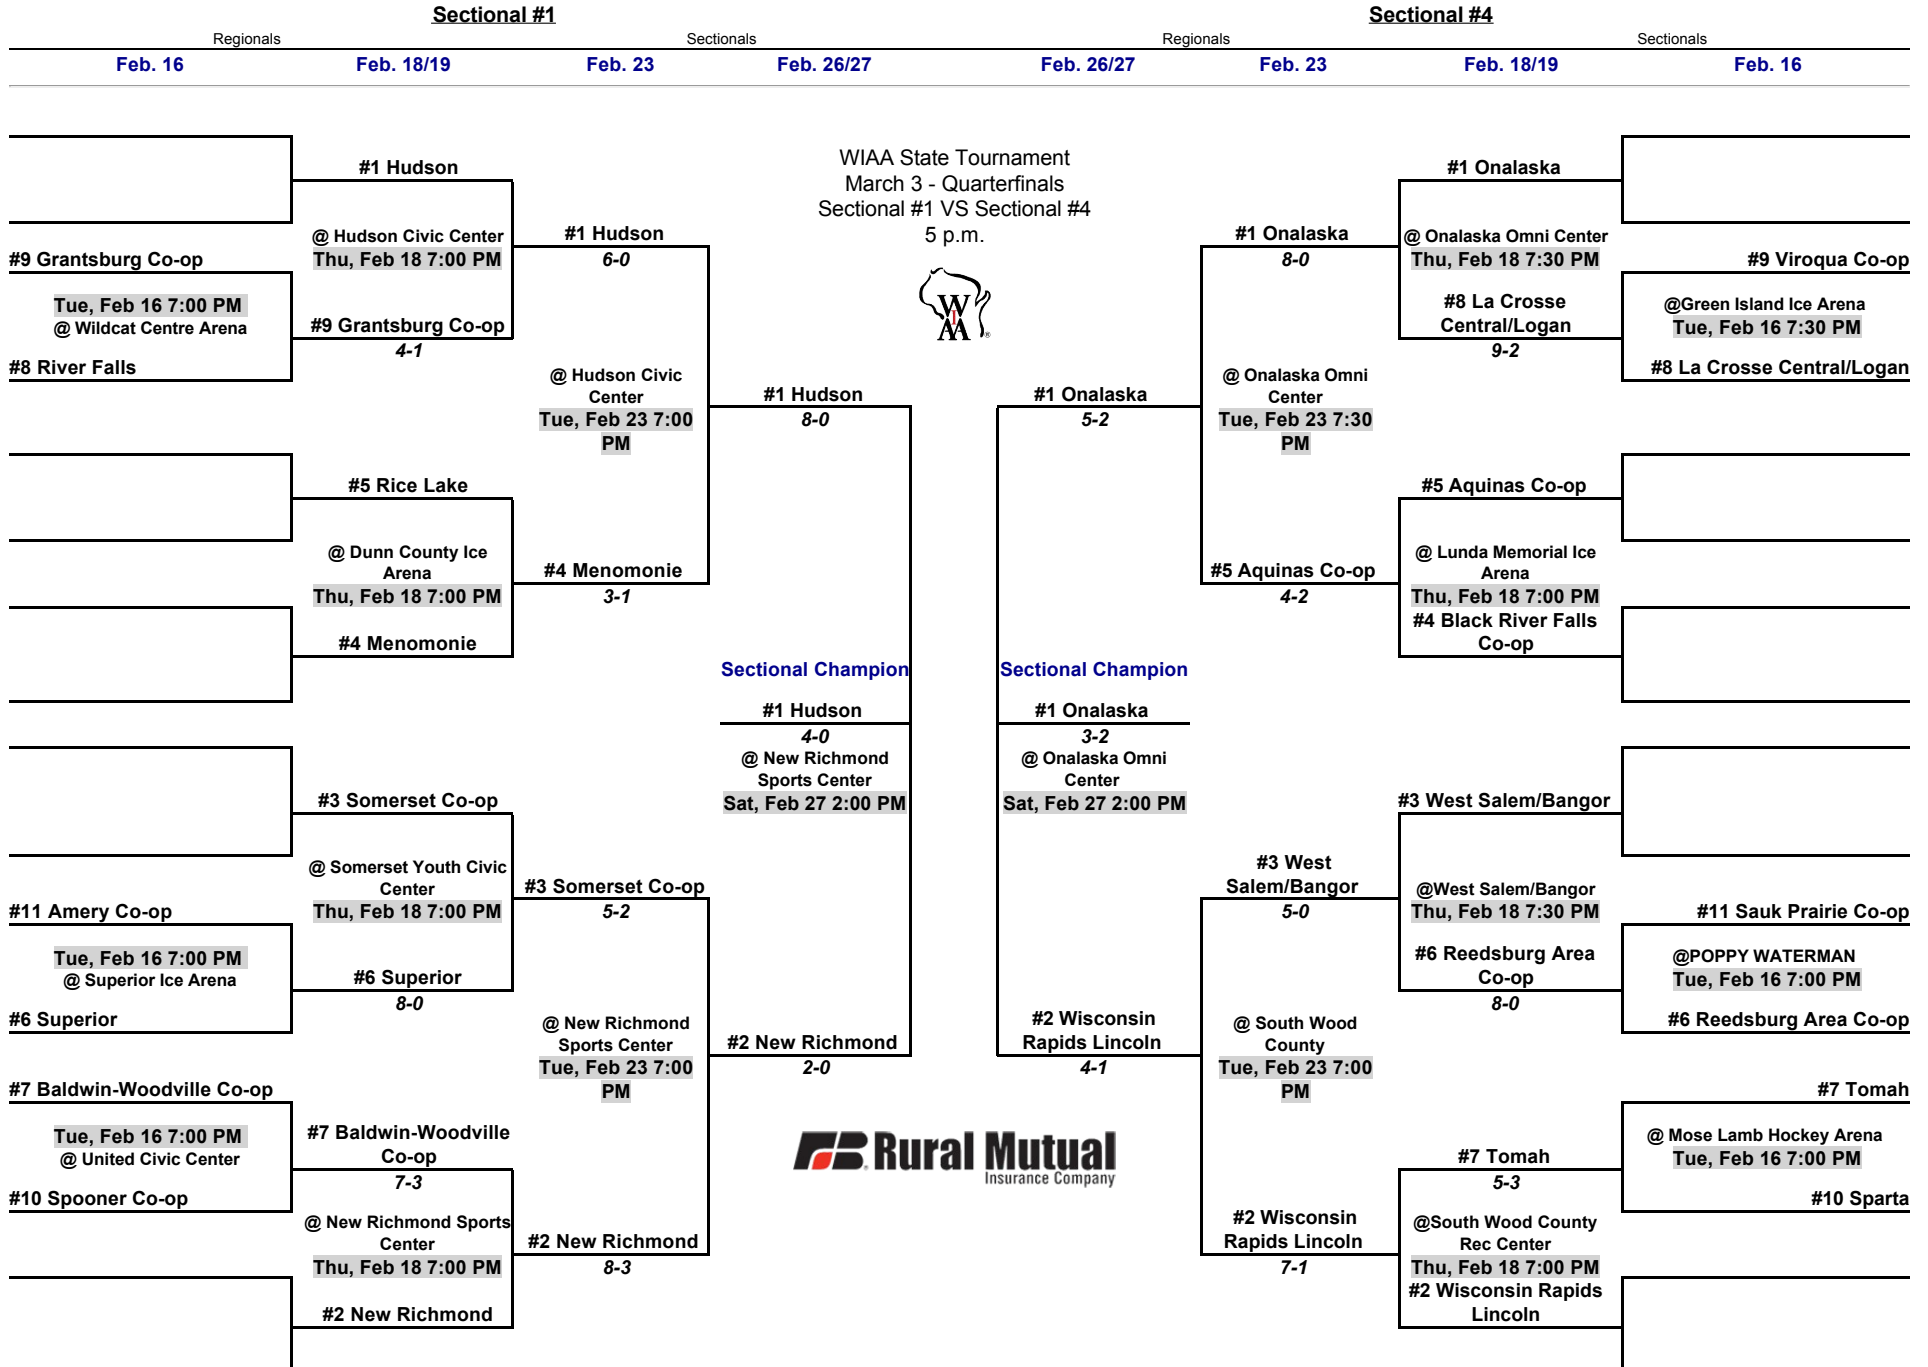 Sectional #1
Sectional #4
Regionals
Sectionals
Regionals
Sectionals
Feb. 16
Feb. 18/19
Feb. 23
Feb. 26/27
Feb. 26/27
Feb. 23
Feb. 18/19
Feb. 16
#9 Grantsburg Co-op
Tue, Feb 16 7:00 PM
@ Wildcat Centre Arena
#8 River Falls
#11 Amery Co-op
Tue, Feb 16 7:00 PM
@ Superior Ice Arena
#6 Superior
#7 Baldwin-Woodville Co-op
Tue, Feb 16 7:00 PM
@ United Civic Center
#10 Spooner Co-op
#1 Hudson
@ Hudson Civic Center
Thu, Feb 18 7:00 PM
#9 Grantsburg Co-op
4-1
#5 Rice Lake
@ Dunn County Ice
Arena
Thu, Feb 18 7:00 PM
#4 Menomonie
#3 Somerset Co-op
@ Somerset Youth Civic
Center
Thu, Feb 18 7:00 PM
#6 Superior
8-0
#7 Baldwin-Woodville
Co-op
7-3
@ New Richmond Sports
Center
Thu, Feb 18 7:00 PM
#2 New Richmond
#1 Hudson
6-0
@ Hudson Civic
Center
Tue, Feb 23 7:00
PM
#4 Menomonie
3-1
#3 Somerset Co-op
5-2
@ New Richmond
Sports Center
Tue, Feb 23 7:00
PM
#2 New Richmond
8-3
#1 Hudson
8-0
Sectional Champion
#1 Hudson
4-0
@ New Richmond
Sports Center
Sat, Feb 27 2:00 PM
#2 New Richmond
2-0
WIAA State Tournament
March 3 - Quarterfinals
Sectional #1 VS Sectional #4
5 p.m.
W
I
AA
®
Rural Mutual
Insurance Company
#1 Onalaska
5-2
Sectional Champion
#1 Onalaska
3-2
@ Onalaska Omni
Center
Sat, Feb 27 2:00 PM
#2 Wisconsin
Rapids Lincoln
4-1
#1 Onalaska
8-0
@ Onalaska Omni
Center
Tue, Feb 23 7:30
PM
#5 Aquinas Co-op
4-2
#3 West
Salem/Bangor
5-0
@ South Wood
County
Tue, Feb 23 7:00
PM
#2 Wisconsin
Rapids Lincoln
7-1
#1 Onalaska
@ Onalaska Omni Center
Thu, Feb 18 7:30 PM
#8 La Crosse
Central/Logan
9-2
#5 Aquinas Co-op
@ Lunda Memorial Ice
Arena
Thu, Feb 18 7:00 PM
#4 Black River Falls
Co-op
#3 West Salem/Bangor
@West Salem/Bangor
Thu, Feb 18 7:30 PM
#6 Reedsburg Area
Co-op
8-0
#7 Tomah
5-3
@South Wood County
Rec Center
Thu, Feb 18 7:00 PM
#2 Wisconsin Rapids
Lincoln
#9 Viroqua Co-op
@Green Island Ice Arena
Tue, Feb 16 7:30 PM
#8 La Crosse Central/Logan
#11 Sauk Prairie Co-op
@POPPY WATERMAN
Tue, Feb 16 7:00 PM
#6 Reedsburg Area Co-op
#7 Tomah
@ Mose Lamb Hockey Arena
Tue, Feb 16 7:00 PM
#10 Sparta